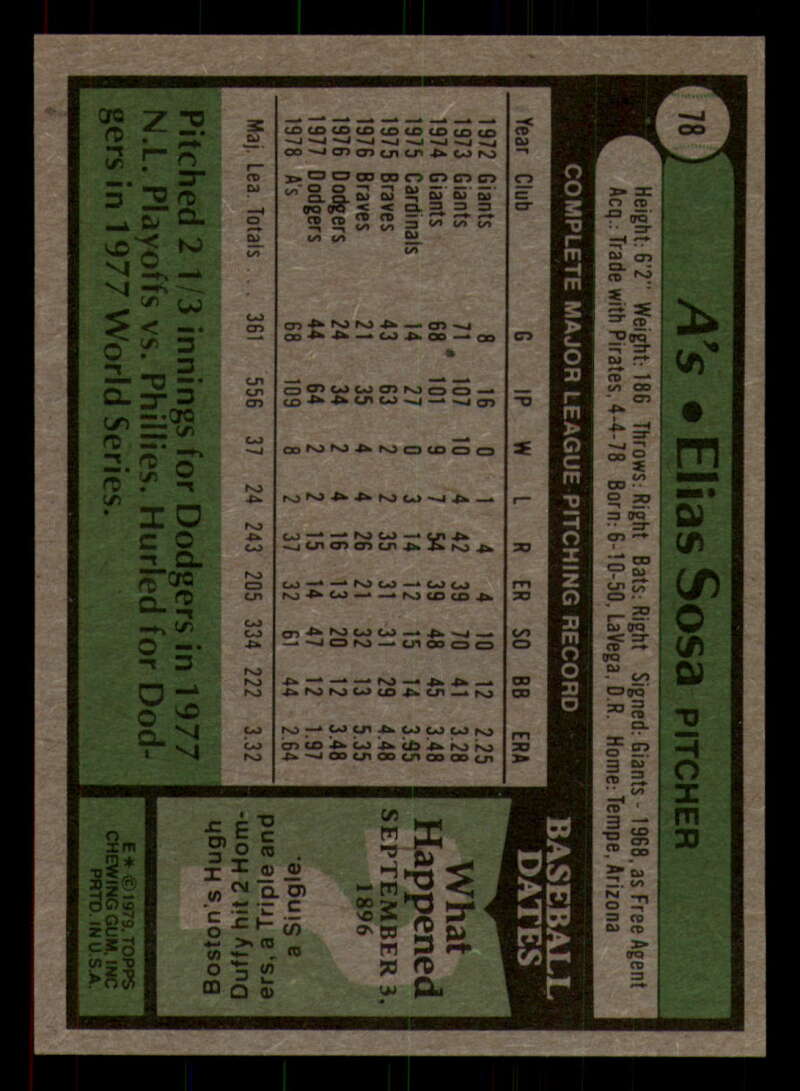 78
A's • Elias Sosa PITCHER
Height: 6'2" Weight: 186 Throws: Right Bats: Right Signed: Giants - 1968, as Free Agent
Acq.: Trade with Pirates, 4-4-78 Born: 6-10-50, LaVega, D.R. Home: Tempe, Arizona
COMPLETE MAJOR LEAGUE PITCHING RECORD
Year Club G IP W L R ER SO BB ERA
1972 Giants 8 16 0 1 4 4 10 12 2.25
1973 Giants 71 107 10 4 42 39 70 41 3.28
1974 Giants 68 101 9 7 54 39 48 45 3.48
1975 Cardinals 14 27 0 3 14 12 15 14 3.95
1975 Braves 43 63 2 2 33 31 31 29 4.48
1976 Braves 21 35 4 4 26 21 32 13 5.35
1976 Dodgers 24 34 2 4 16 13 20 12 3.48
1977 Dodgers 44 64 2 2 15 14 47 12 1.97
1978 A's 68 109 8 2 37 32 61 44 2.64
Maj. Lea. Totals . . . 361 556 37 24 243 205 334 222 3.32
Pitched 2 1/3 innings for Dodgers in 1977
N.L. Playoffs vs. Phillies. Hurled for Dod-
gers in 1977 World Series.
BASEBALL
DATES
What
Happened
SEPTEMBER 3,
1896
Boston's Hugh
Duffy hit 2 Hom-
ers, a Triple and
a Single.
E✱ © 1979, TOPPS
CHEWING GUM, INC
PRTD. IN U.S.A.